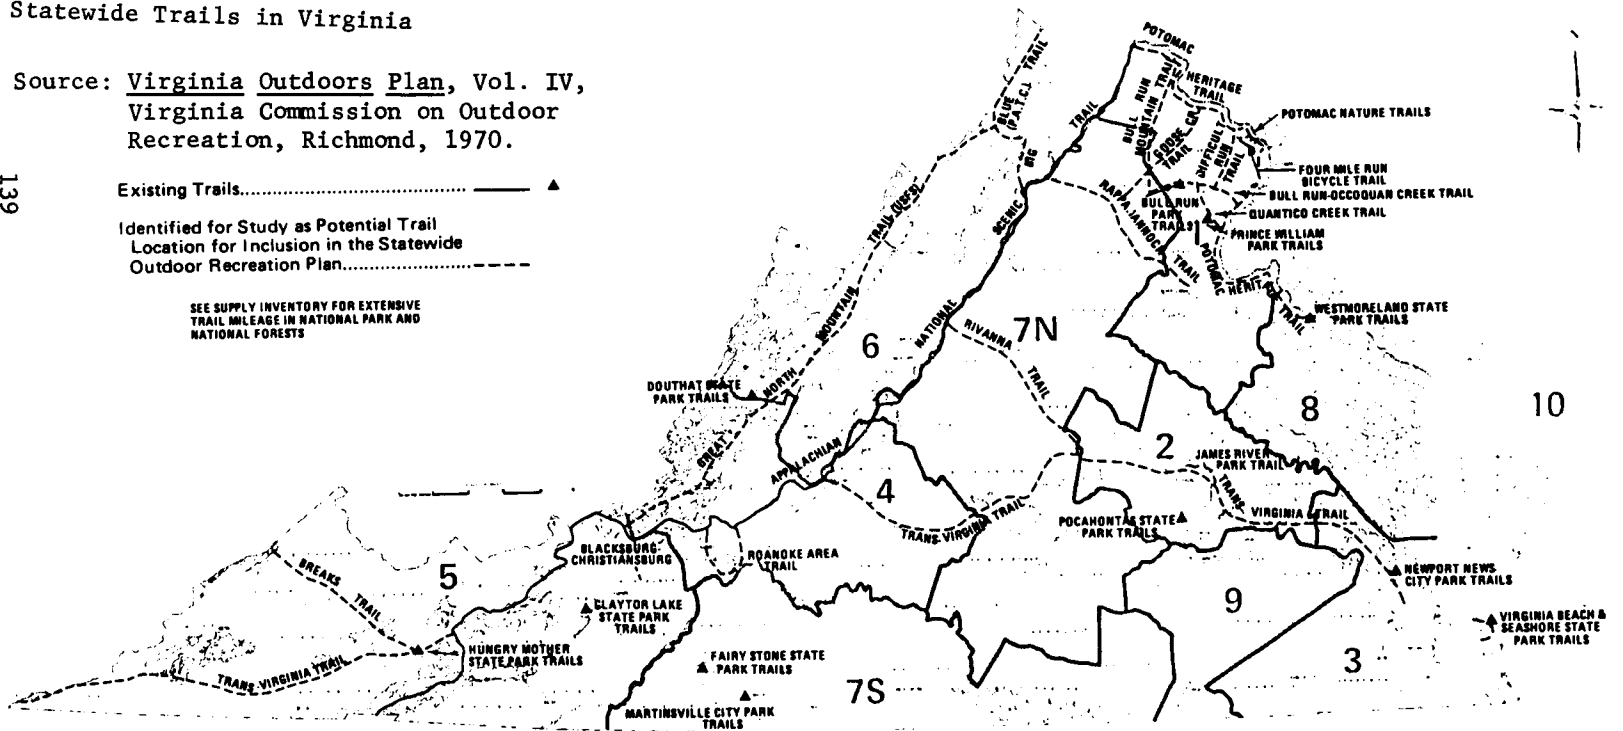 Statewide Trails in Virginia
Source: Virginia Outdoors Plan, Vol. IV,
Virginia Commission on Outdoor
Recreation, Richmond, 1970.
139
Existing Trails
Identified for Study as Potential Trail
Location for Inclusion in the Statewide
Outdoor Recreation Plan
SEE SUPPLY INVENTORY FOR EXTENSIVE
TRAIL MILEAGE IN NATIONAL PARK AND
NATIONAL FORESTS
BLUE
(P.A.T.C.)
TRAIL
BIG
POTOMAC
HERITAGE
TRAIL
BULL RUN
MOUNTAIN TRAIL
GOOSE CR.
TRAIL
DIFFICULT
RUN
TRAIL
POTOMAC NATURE TRAILS
FOUR MILE RUN
BICYCLE TRAIL
BULL RUN-OCCOQUAN CREEK TRAIL
QUANTICO CREEK TRAIL
PRINCE WILLIAM
PARK TRAILS
BULL RUN
PARK
TRAILS
RAPPAHANNOCK
TRAIL
POTOMAC
HERIT
TRAIL
WESTMORELAND STATE
PARK TRAILS
GREAT
NORTH
MOUNTAIN
TRAIL (USFS)
APPALACHIAN
NATIONAL
SCENIC
TRAIL
RIVANNA
TRAIL
7N
6
8
10
DOUTHAT STATE
PARK TRAILS
2
4
JAMES RIVER
PARK TRAIL
TRANS
VIRGINIA TRAIL
TRANS-VIRGINIA TRAIL
POCAHONTAS STATE
PARK TRAILS
BLACKSBURG-
CHRISTIANSBURG
ROANOKE AREA
TRAIL
BREAKS
TRAIL
5
CLAYTOR LAKE
STATE PARK
TRAILS
NEWPORT NEWS
CITY PARK TRAILS
9
VIRGINIA BEACH &
SEASHORE STATE
PARK TRAILS
HUNGRY MOTHER
STATE PARK TRAILS
TRANS-VIRGINIA TRAIL
FAIRY STONE STATE
PARK TRAILS
3
7S
MARTINSVILLE CITY PARK
TRAILS